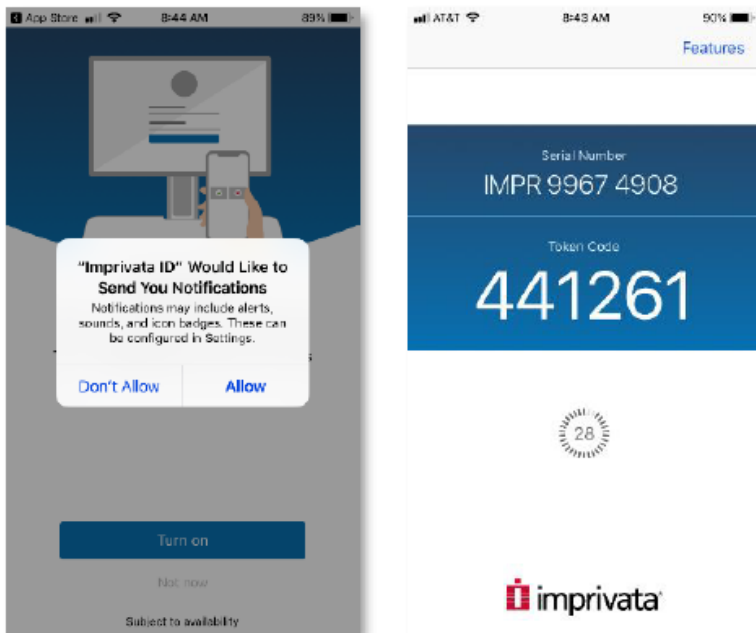 App Store
8:44 AM
89%
"Imprivata ID" Would Like to
Send You Notifications
Notifications may include alerts,
sounds, and icon badges. These can
be configured in Settings.
Don't Allow
Allow
Turn on
Not now
Subject to availability
AT&T
8:43 AM
90%
Features
Serial Number
IMPR 9967 4908
Token Code
441261
28
imprivata